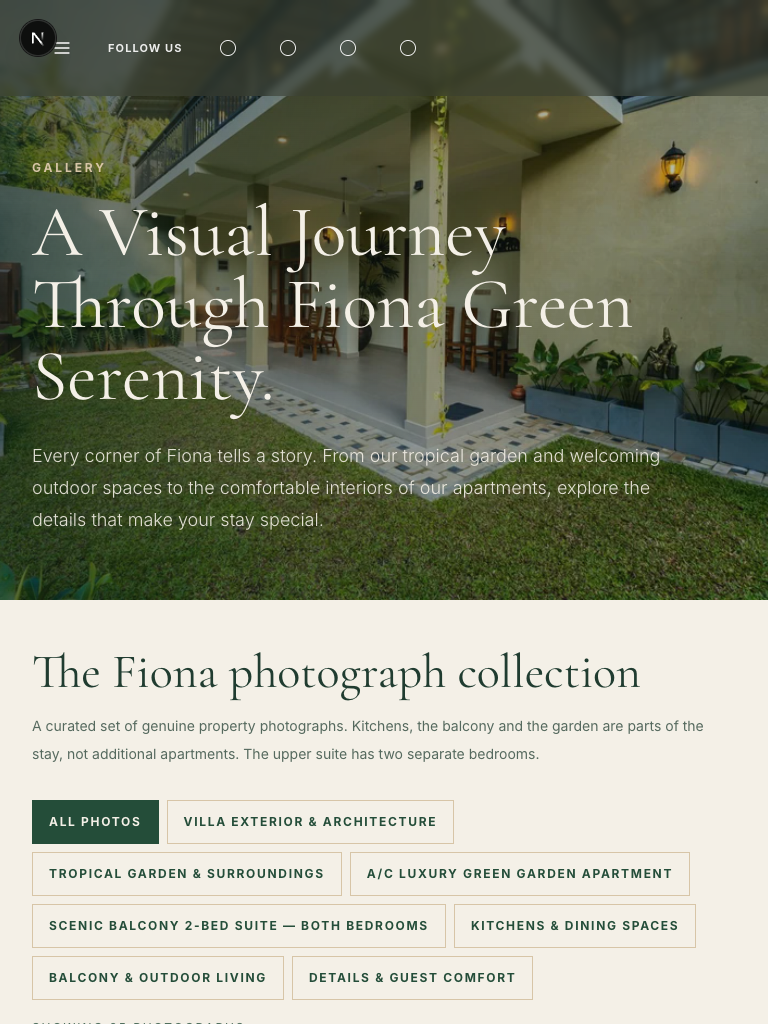 N
FOLLOW US
GALLERY
A Visual Journey
Through Fiona Green
Serenity.
Every corner of Fiona tells a story. From our tropical garden and welcoming
outdoor spaces to the comfortable interiors of our apartments, explore the
details that make your stay special.
The Fiona photograph collection
A curated set of genuine property photographs. Kitchens, the balcony and the garden are parts of the
stay, not additional apartments. The upper suite has two separate bedrooms.
ALL PHOTOS
VILLA EXTERIOR & ARCHITECTURE
TROPICAL GARDEN & SURROUNDINGS
A/C LUXURY GREEN GARDEN APARTMENT
SCENIC BALCONY 2-BED SUITE — BOTH BEDROOMS
KITCHENS & DINING SPACES
BALCONY & OUTDOOR LIVING
DETAILS & GUEST COMFORT